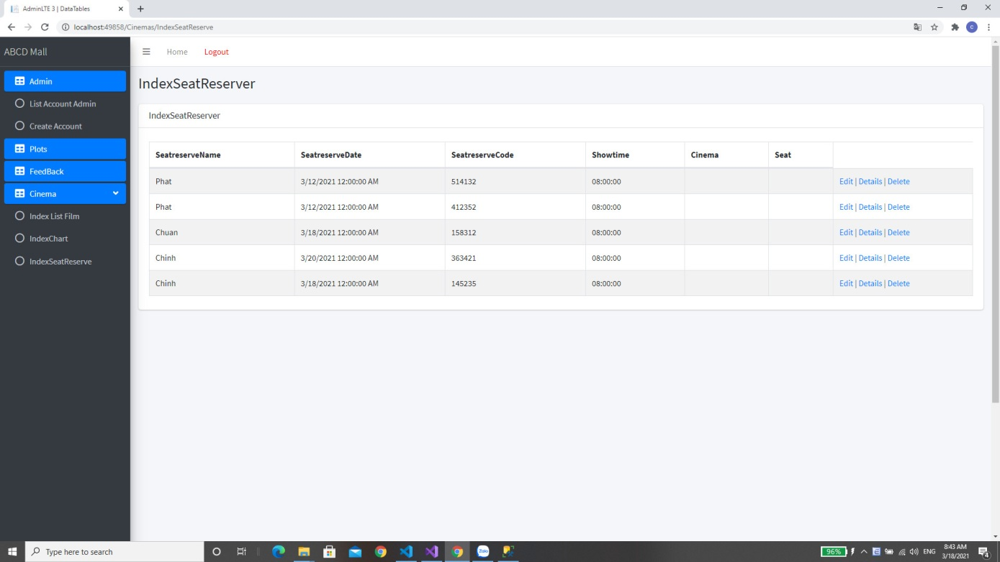 AdminLTE 3 | DataTables
localhost:49858/Cinemas/IndexSeatReserve
C
ABCD Mall
Home Logout
Admin
List Account Admin
Create Account
Plots
FeedBack
Cinema
Index List Film
IndexChart
IndexSeatReserve
IndexSeatReserver
IndexSeatReserver
SeatreserveName SeatreserveDate SeatreserveCode Showtime Cinema Seat
Phat 3/12/2021 12:00:00 AM 514132 08:00:00 Edit | Details | Delete
Phat 3/12/2021 12:00:00 AM 412352 08:00:00 Edit | Details | Delete
Chuan 3/18/2021 12:00:00 AM 158312 08:00:00 Edit | Details | Delete
Chinh 3/20/2021 12:00:00 AM 363421 08:00:00 Edit | Details | Delete
Chinh 3/18/2021 12:00:00 AM 145235 08:00:00 Edit | Details | Delete
Type here to search
Zalo
96%
ENG
8:43 AM
3/18/2021
4